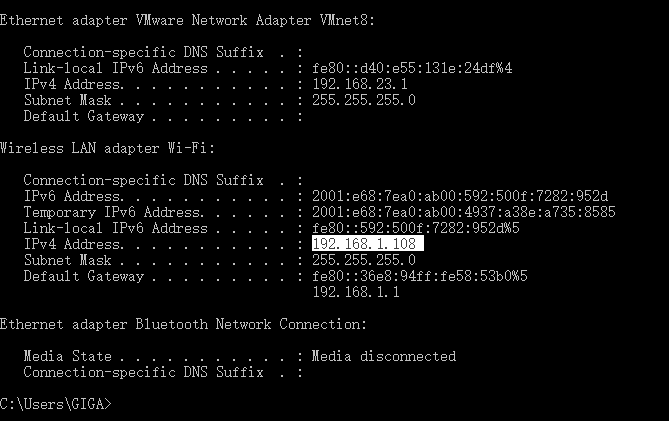 Ethernet adapter VMware Network Adapter VMnet8:
Connection-specific DNS Suffix . :
Link-local IPv6 Address . . . . . : fe80::d40:e55:131e:24df%4
IPv4 Address. . . . . . . . . . . : 192.168.23.1
Subnet Mask . . . . . . . . . . . : 255.255.255.0
Default Gateway . . . . . . . . . :
Wireless LAN adapter Wi-Fi:
Connection-specific DNS Suffix . :
IPv6 Address. . . . . . . . . . . : 2001:e68:7ea0:ab00:592:500f:7282:952d
Temporary IPv6 Address. . . . . . : 2001:e68:7ea0:ab00:4937:a38e:a735:8585
Link-local IPv6 Address . . . . . : fe80::592:500f:7282:952d%5
IPv4 Address. . . . . . . . . . . : 192.168.1.108
Subnet Mask . . . . . . . . . . . : 255.255.255.0
Default Gateway . . . . . . . . . : fe80::36e8:94ff:fe58:53b0%5
192.168.1.1
Ethernet adapter Bluetooth Network Connection:
Media State . . . . . . . . . . . : Media disconnected
Connection-specific DNS Suffix . :
C:\Users\GIGA>